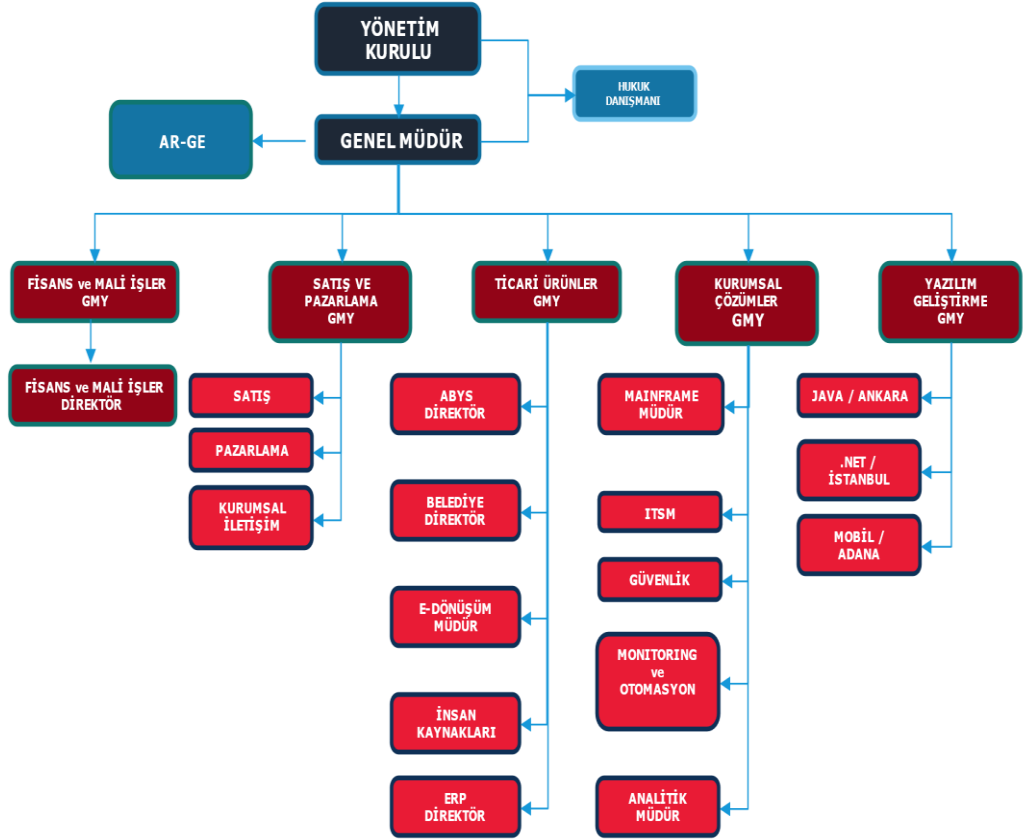 YÖNETİM
KURULU
HUKUK
DANIŞMANI
AR-GE
GENEL MÜDÜR
FİSANS ve MALİ İŞLER
GMY
SATIŞ VE
PAZARLAMA
GMY
TİCARİ ÜRÜNLER
GMY
KURUMSAL
ÇÖZÜMLER
GMY
YAZILIM
GELİŞTİRME
GMY
FİSANS ve MALİ İŞLER
DİREKTÖR
SATIŞ
PAZARLAMA
KURUMSAL
İLETİŞİM
ABYS
DİREKTÖR
BELEDİYE
DİREKTÖR
E-DÖNÜŞÜM
MÜDÜR
İNSAN
KAYNAKLARI
ERP
DİREKTÖR
MAINFRAME
MÜDÜR
ITSM
GÜVENLİK
MONITORING
ve
OTOMASYON
ANALİTİK
MÜDÜR
JAVA / ANKARA
.NET /
İSTANBUL
MOBİL /
ADANA